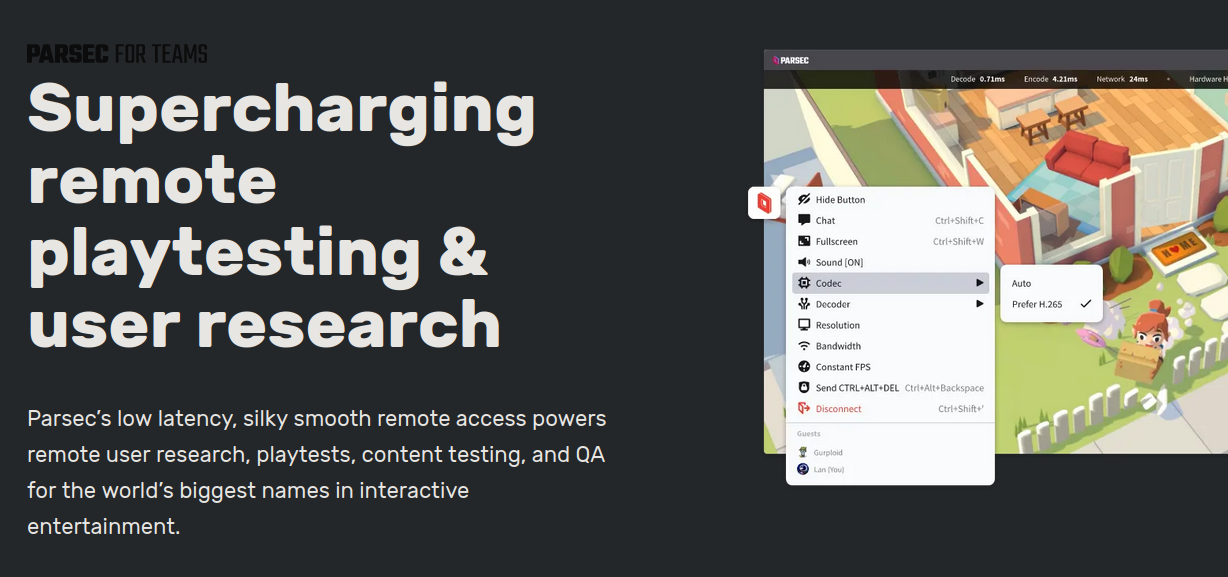 PARSEC FOR TEAMS
Supercharging
remote
playtesting &
user research
Parsec’s low latency, silky smooth remote access powers
remote user research, playtests, content testing, and QA
for the world’s biggest names in interactive
entertainment.
PARSEC
Decode 0.71ms Encode 4.21ms Network 24ms Hardware H
HOME
Hide Button
Chat Ctrl+Shift+C
Fullscreen Ctrl+Shift+W
Sound [ON]
Codec
Decoder
Resolution
Bandwidth
Constant FPS
Send CTRL+ALT+DEL Ctrl+Alt+Backspace
Disconnect Ctrl+Shift+'
Guests
Gurploid
Lan (You)
Auto
Prefer H.265